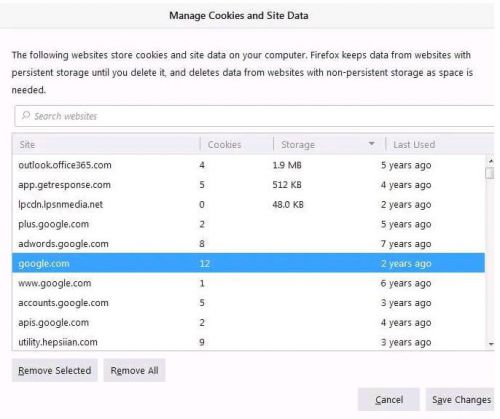 Manage Cookies and Site Data
The following websites store cookies and site data on your computer. Firefox keeps data from websites with
persistent storage until you delete it, and deletes data from websites with non-persistent storage as space is
needed.
Search websites
Site Cookies Storage Last Used
outlook.office365.com 4 1.9 MB 5 years ago
app.getresponse.com 5 512 KB 4 years ago
lpcdn.lpsnmedia.net 0 48.0 KB 2 years ago
plus.google.com 2 5 years ago
adwords.google.com 8 7 years ago
google.com 12 2 years ago
www.google.com 1 6 years ago
accounts.google.com 5 3 years ago
apis.google.com 2 4 years ago
utility.hepsiian.com 9 3 years ago
Remove Selected Remove All
Cancel Save Changes